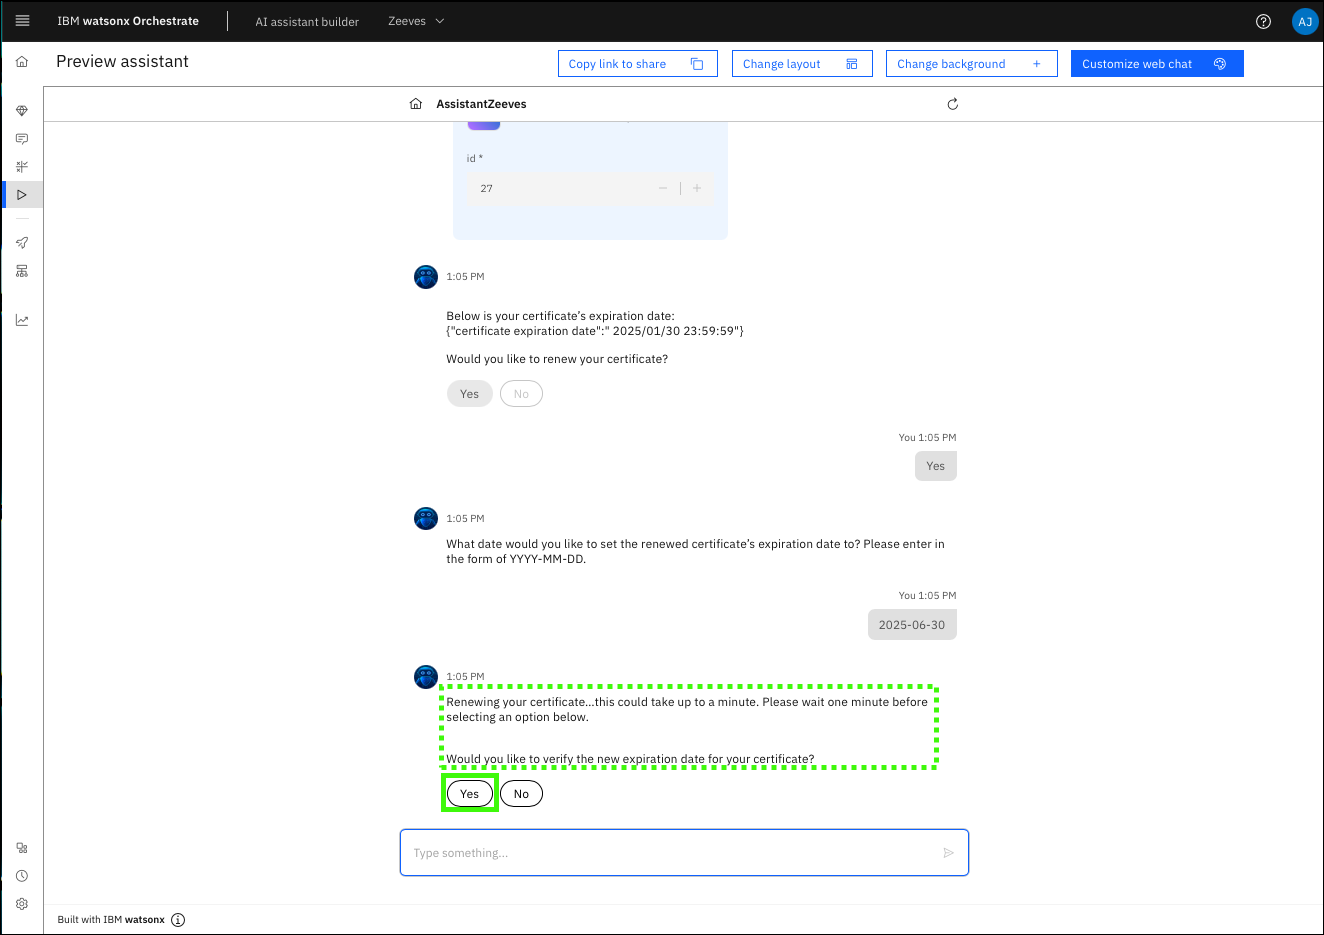 IBM watsonx Orchestrate
AI assistant builder
Zeeves
AJ
Preview assistant
Copy link to share
Change layout
Change background
Customize web chat
AssistantZeeves
id *
27
1:05 PM
Below is your certificate's expiration date:
{"certificate expiration date":" 2025/01/30 23:59:59"}
Would you like to renew your certificate?
Yes
No
You 1:05 PM
Yes
1:05 PM
What date would you like to set the renewed certificate's expiration date to? Please enter in
the form of YYYY-MM-DD.
You 1:05 PM
2025-06-30
1:05 PM
Renewing your certificate...this could take up to a minute. Please wait one minute before
selecting an option below.
Would you like to verify the new expiration date for your certificate?
Yes
No
Type something...
Built with IBM watsonx